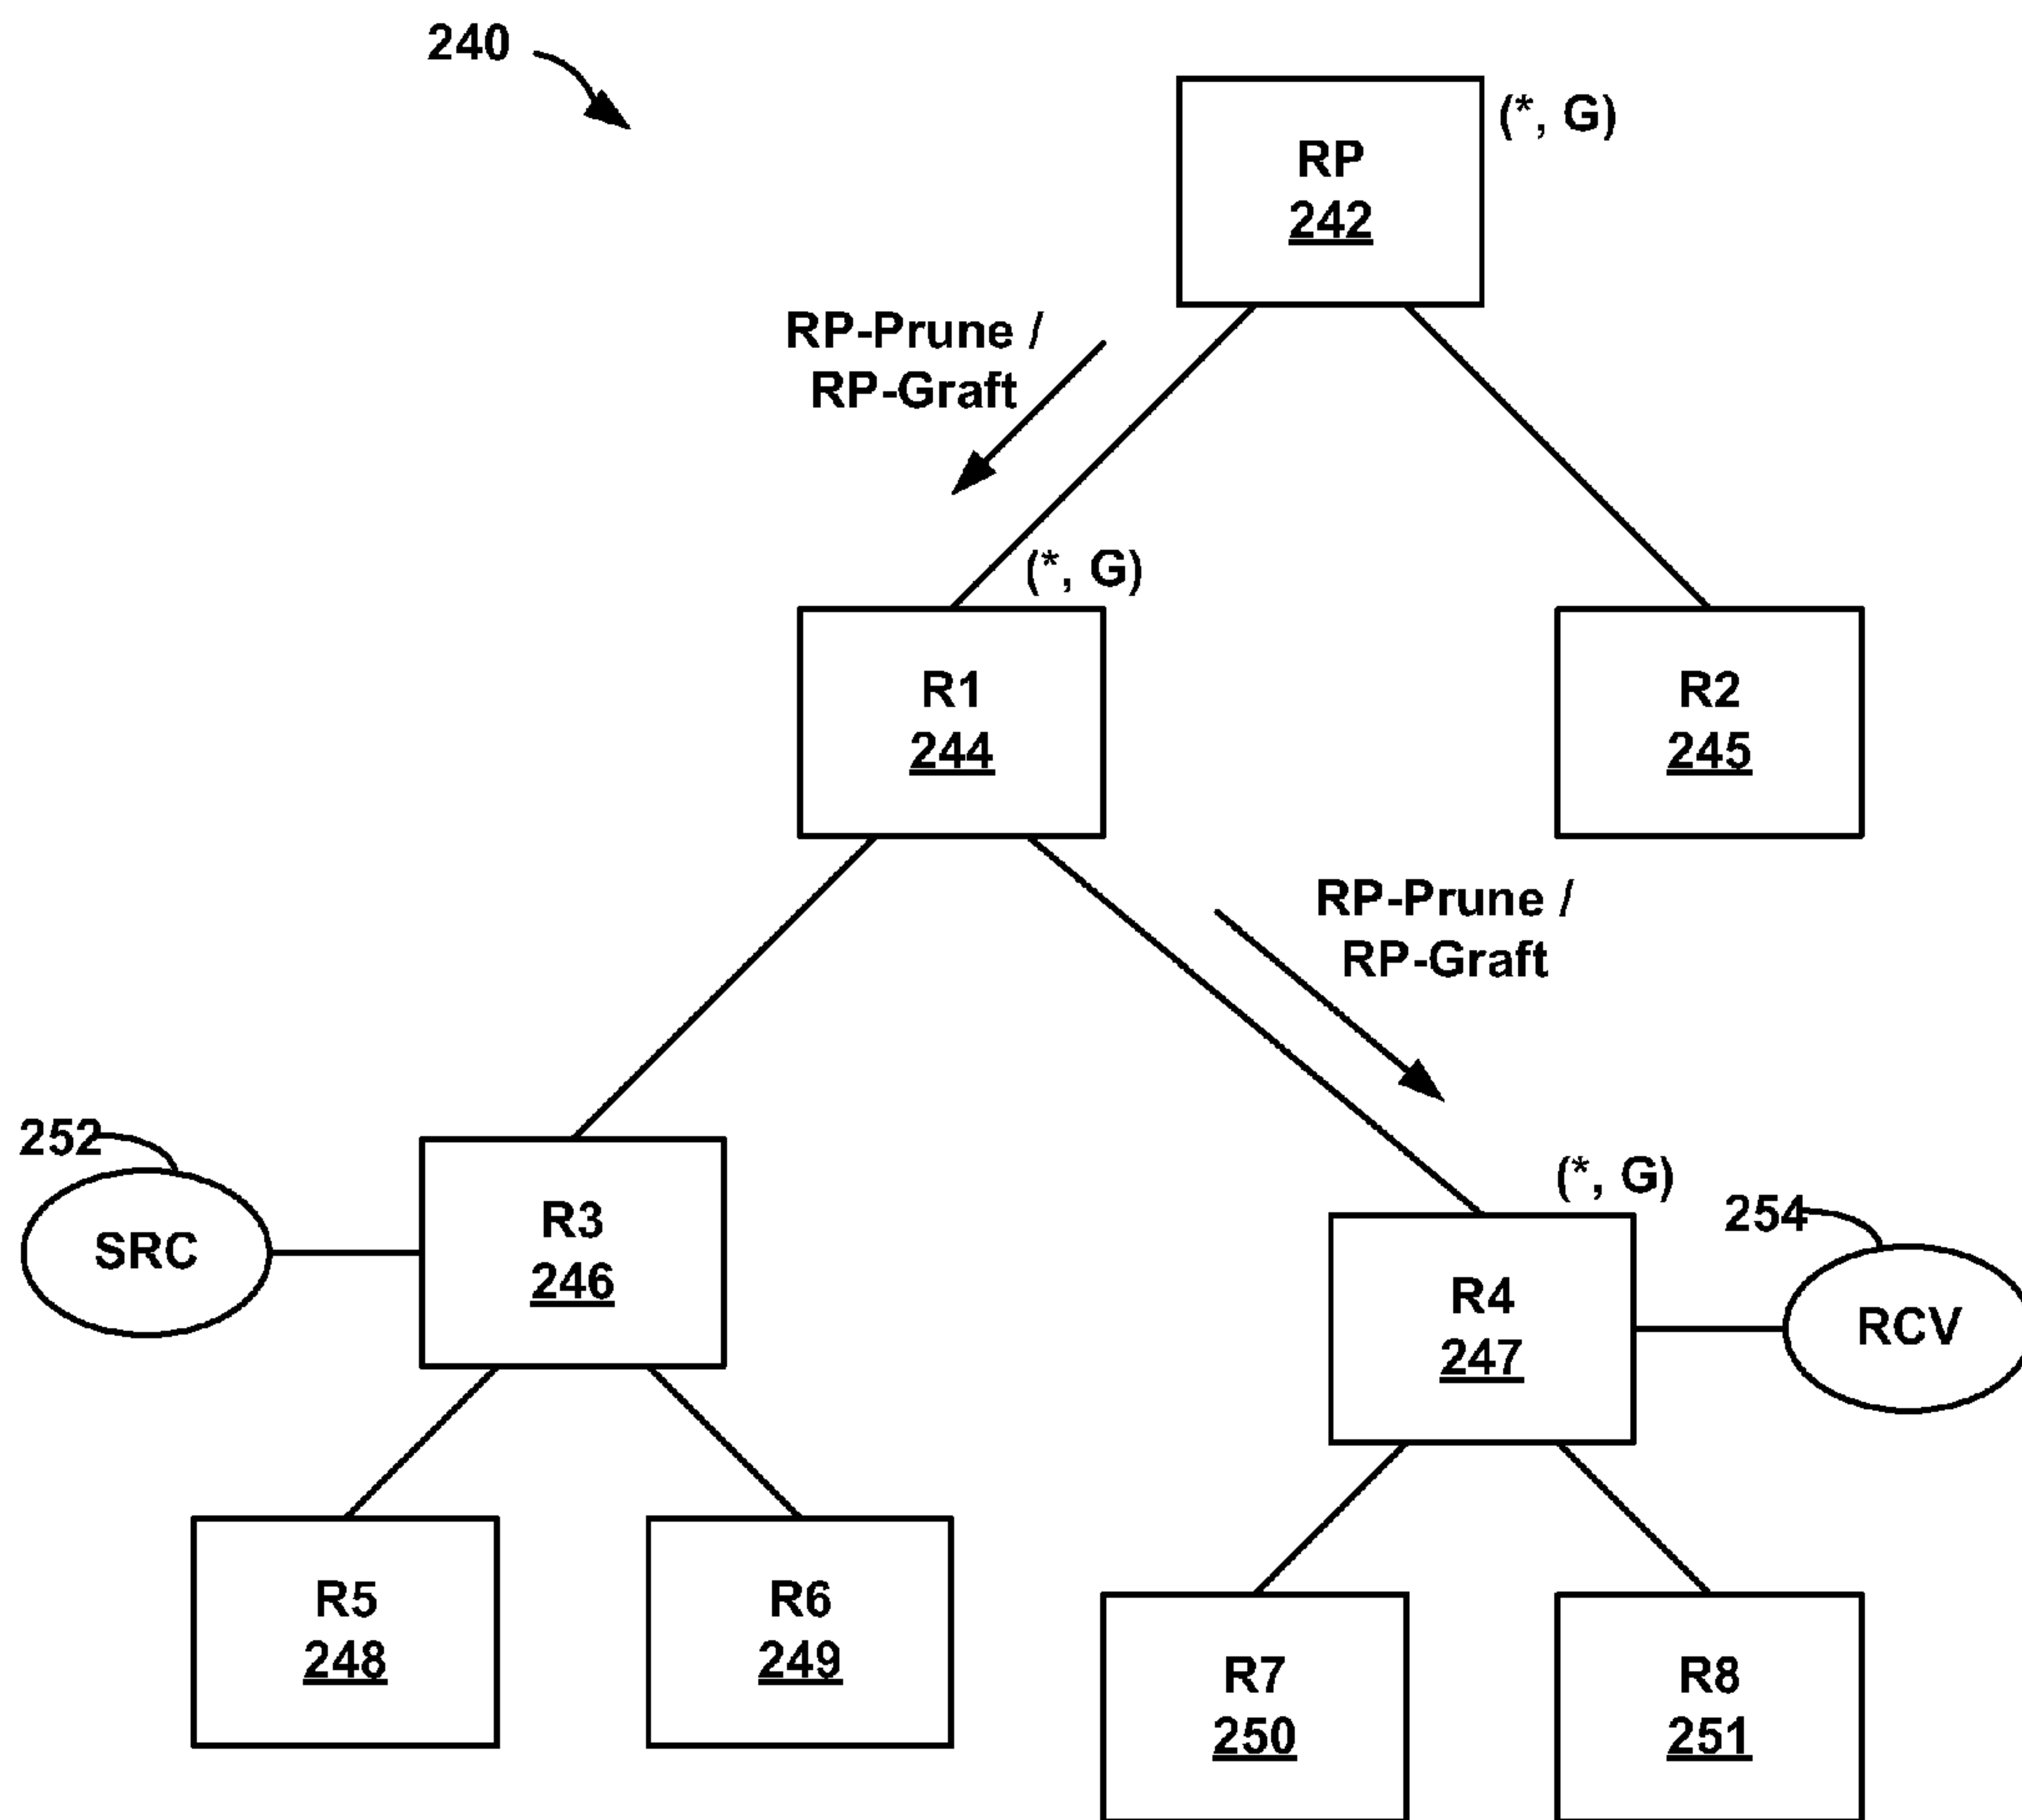 240
(*, G)
RP
242
RP-Prune /
RP-Graft
(*, G)
R1
244
R2
245
RP-Prune /
RP-Graft
252
SRC
R3
246
(*, G)
254
R4
247
RCV
R5
248
R6
249
R7
250
R8
251